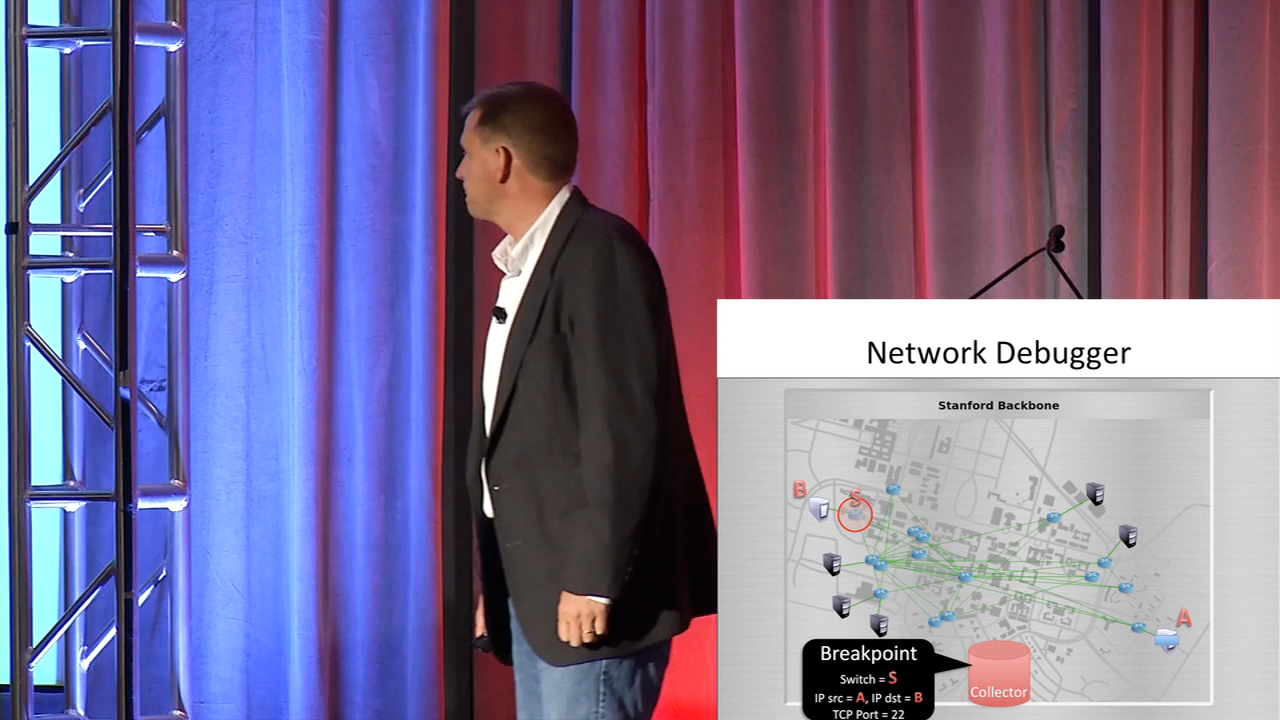 Network Debugger
Stanford Backbone
B
S
A
Breakpoint
Switch = S
IP src = A, IP dst = B
TCP Port = 22
Collector